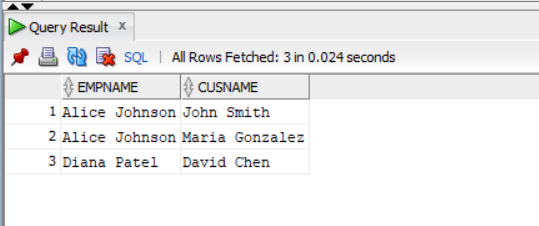 Query Result x
SQL | All Rows Fetched: 3 in 0.024 seconds
EMPNAME CUSNAME
1 Alice Johnson John Smith
2 Alice Johnson Maria Gonzalez
3 Diana Patel David Chen